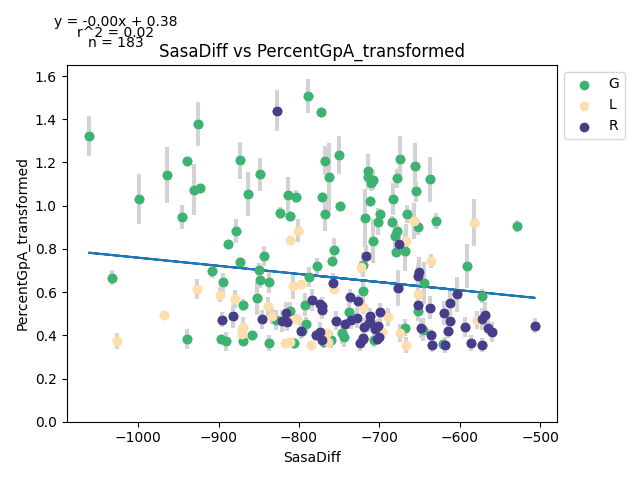 y = -0.00x + 0.38
r^2 = 0.02
n = 183
SasaDiff vs PercentGpA_transformed
1.6
1.4
1.2
1.0
0.8
0.6
0.4
0.2
0.0
PercentGpA_transformed
−1000
−900
−800
−700
−600
−500
SasaDiff
G
L
R